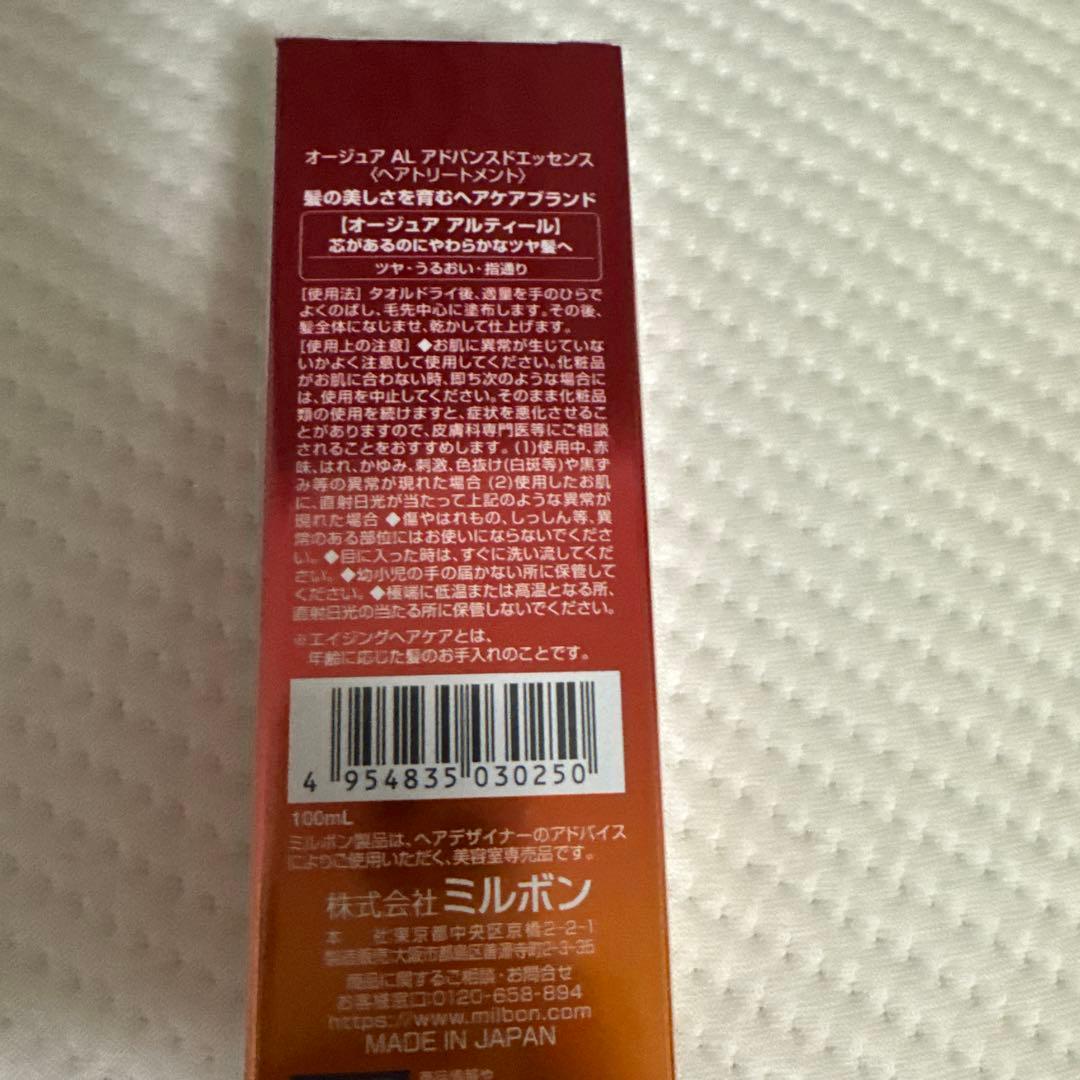 オージュア AL アドバンスドエッセンス
〈ヘアトリートメント〉
髪の美しさを育むヘアケアブランド
【オージュア アルティール】
芯があるのにやわらかなツヤ髪へ
ツヤ・うるおい・指通り
[使用法] タオルドライ後、適量を手のひらで
よくのばし、毛先中心に塗布します。その後、
髪全体になじませ、乾かして仕上げます。
[使用上の注意] ◆お肌に異常が生じていな
いかよく注意して使用してください。化粧品
がお肌に合わない時、即ち次のような場合に
は、使用を中止してください。そのまま化粧品
類の使用を続けますと、症状を悪化させるこ
とがありますので、皮膚科専門医等にご相談
されることをおすすめします。(1)使用中、赤
味、はれ、かゆみ、刺激、色抜け(白斑等)や黒ず
み等の異常が現れた場合 (2)使用したお肌
に、直射日光が当たって上記のような異常が
現れた場合 ◆傷やはれもの、しっしん等、異
常のある部位にはお使いにならないでくださ
い。◆目に入った時は、すぐに洗い流してくだ
さい。◆幼小児の手の届かない所に保管して
ください。◆極端に低温または高温となる所、
直射日光の当たる所に保管しないでください。
※エイジングヘアケアとは、
年齢に応じた髪のお手入れのことです。
4 954835 030250
100mL
ミルボン製品は、ヘアデザイナーのアドバイス
によりご使用いただく、美容室専売品です。
株式会社 ミルボン
本 社:東京都中央区京橋2-2-1
製造販売:大阪市都島区善源寺町2-3-35
商品に関するご相談・お問合せ
お客様窓口:0120-658-894
https://www.milbon.com
MADE IN JAPAN